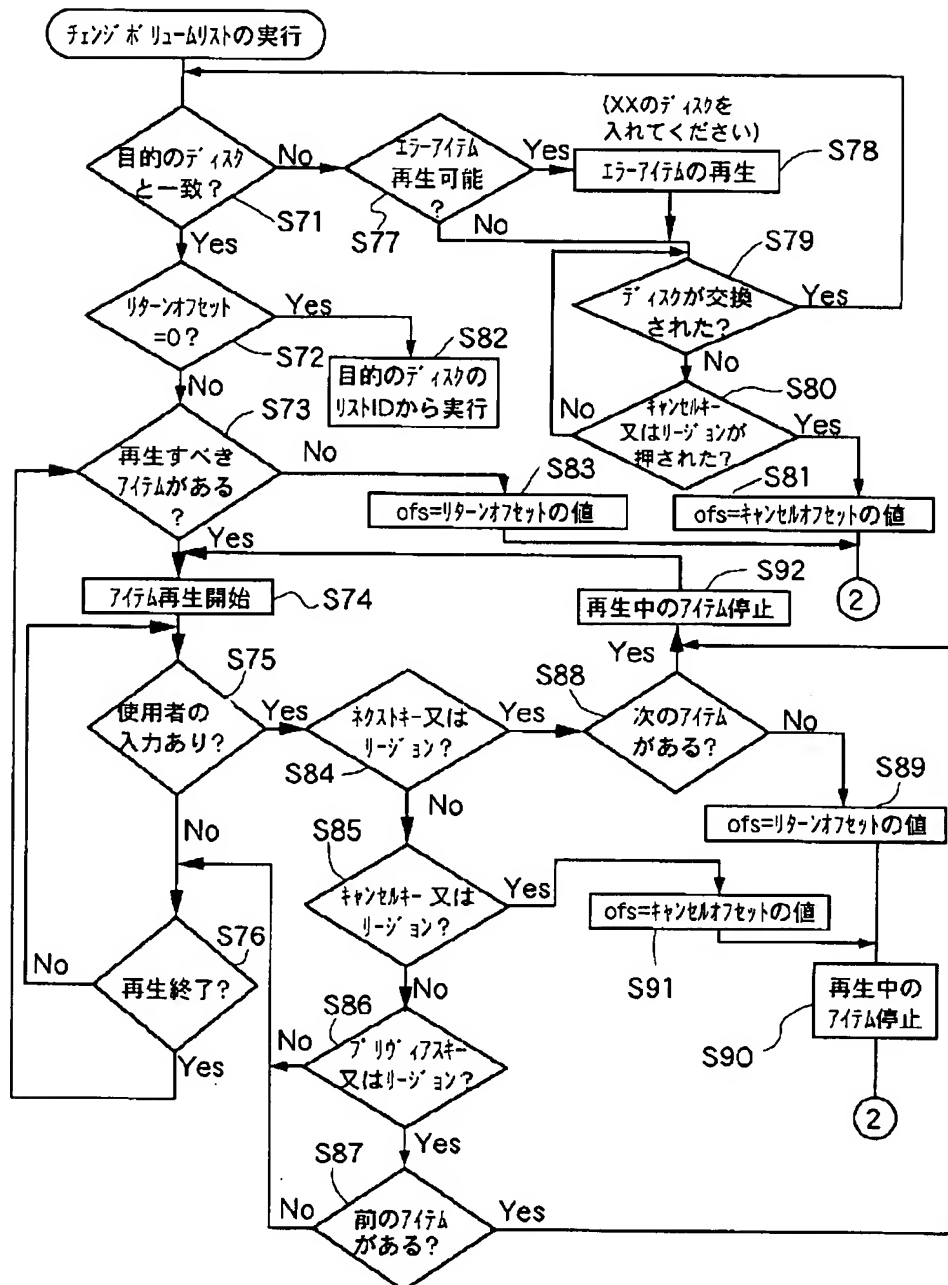 チェンジボリュームリストの実行
目的のディスク
と一致?
S71
No
Yes
エラーアイテム
再生可能
?
S77
Yes
No
(XXのディスクを
入れてください)
エラーアイテムの再生
S78
S79
ディスクが交換
された?
Yes
No
リターンオフセット
=0?
S72
Yes
No
S82
目的のディスクの
リストIDから実行
S80
キャンセルキー
又はリージョンが
押された?
No
Yes
S73
再生すべき
アイテムがある
?
No
Yes
S83
ofs=リターンオフセットの値
S81
ofs=キャンセルオフセットの値
2
アイテム再生開始
S74
S92
再生中のアイテム停止
Yes
S75
使用者の
入力あり?
Yes
No
ネクストキー又は
リージョン?
S84
Yes
No
S88
次のアイテム
がある?
No
S89
ofs=リターンオフセットの値
S85
キャンセルキー又は
リージョン?
Yes
No
ofs=キャンセルオフセットの値
S91
S76
再生終了?
No
Yes
再生中の
アイテム停止
S90
2
S86
プリヴィアスキー
又はリージョン?
No
Yes
S87
前のアイテム
がある?
No
Yes